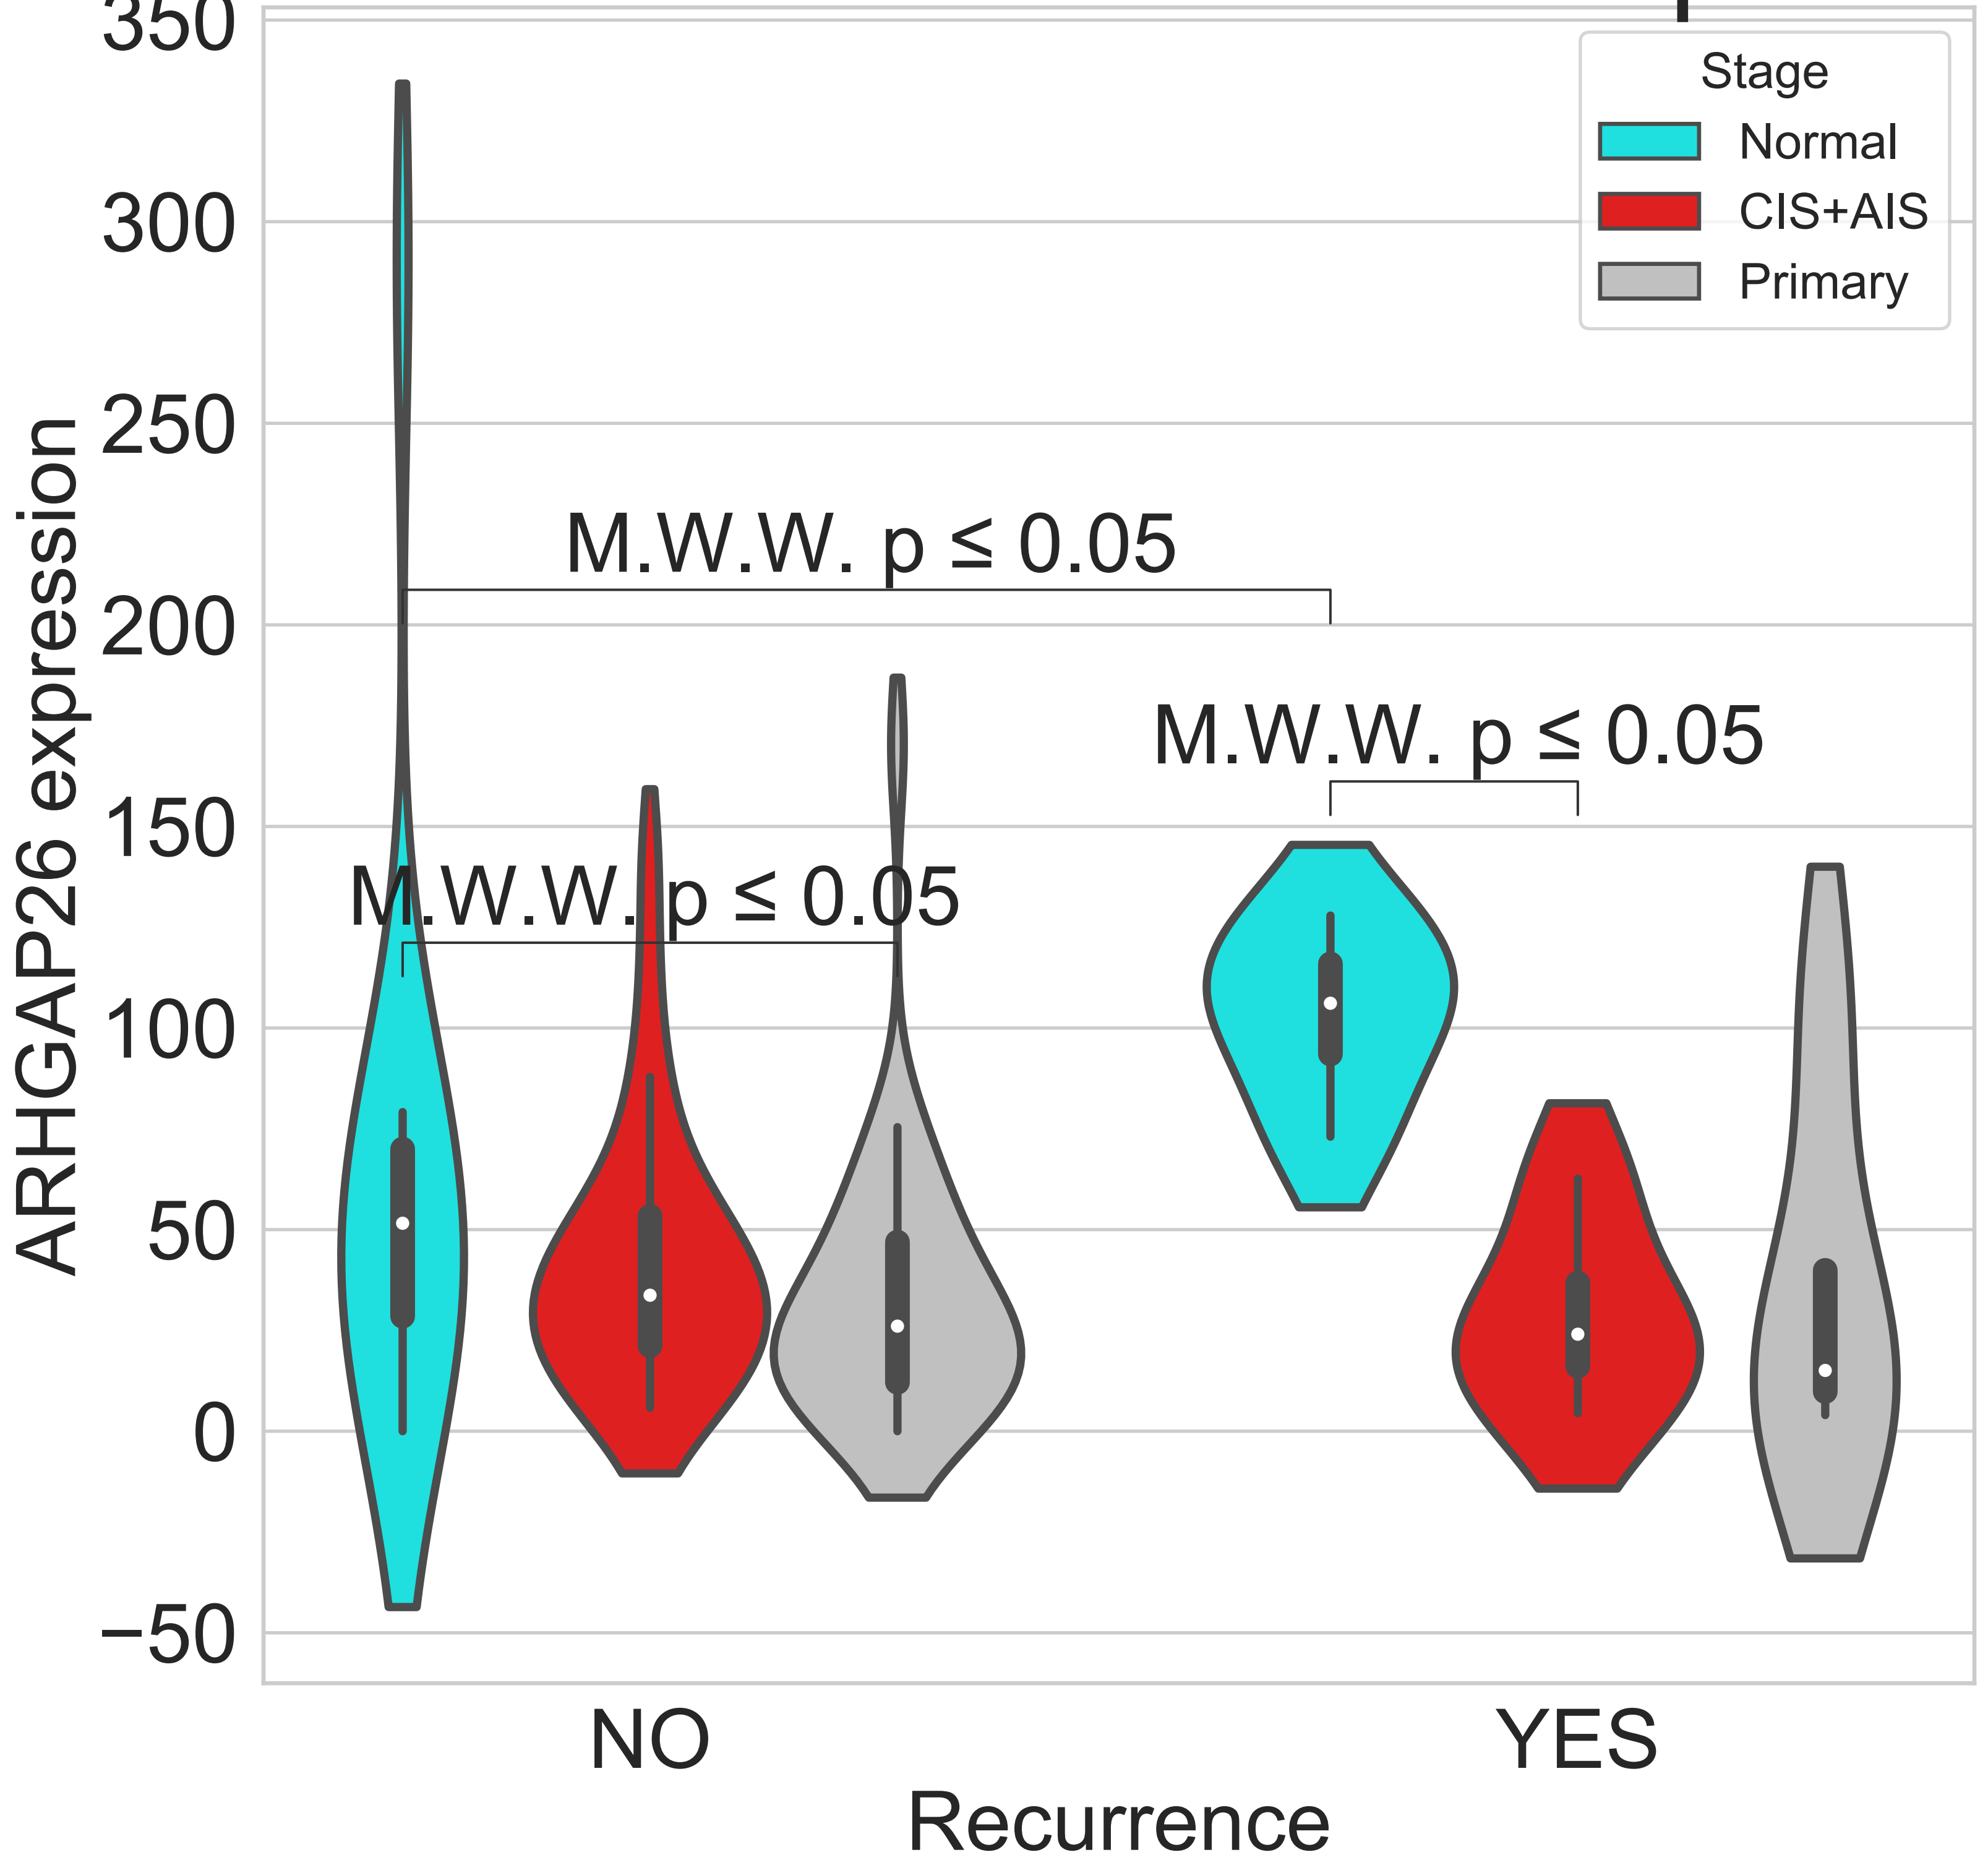 350
300
250
200
150
100
50
0
−50
ARHGAP26 expression
Stage
Normal
CIS+AIS
Primary
M.W.W. p ≤ 0.05
M.W.W. p ≤ 0.05
M.W.W. p ≤ 0.05
NO
YES
Recurrence